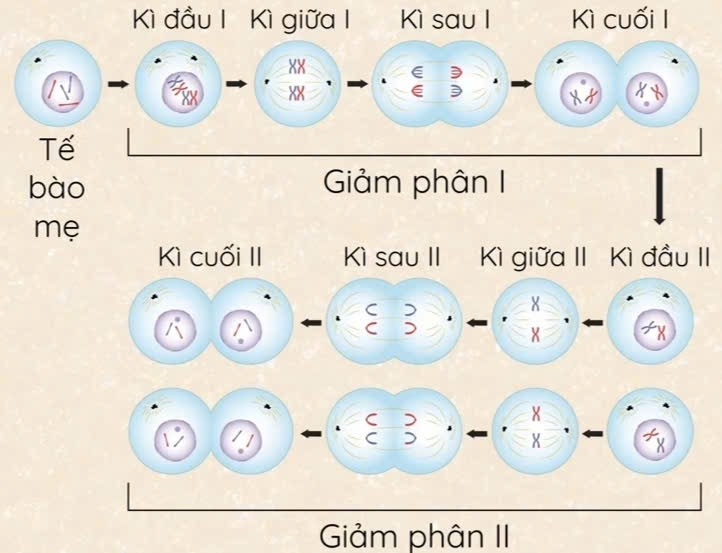 Kì đầu I Kì giữa I Kì sau I Kì cuối I
Tế
bào
mẹ
Giảm phân I
Kì cuối II Kì sau II Kì giữa II Kì đầu II
Giảm phân II